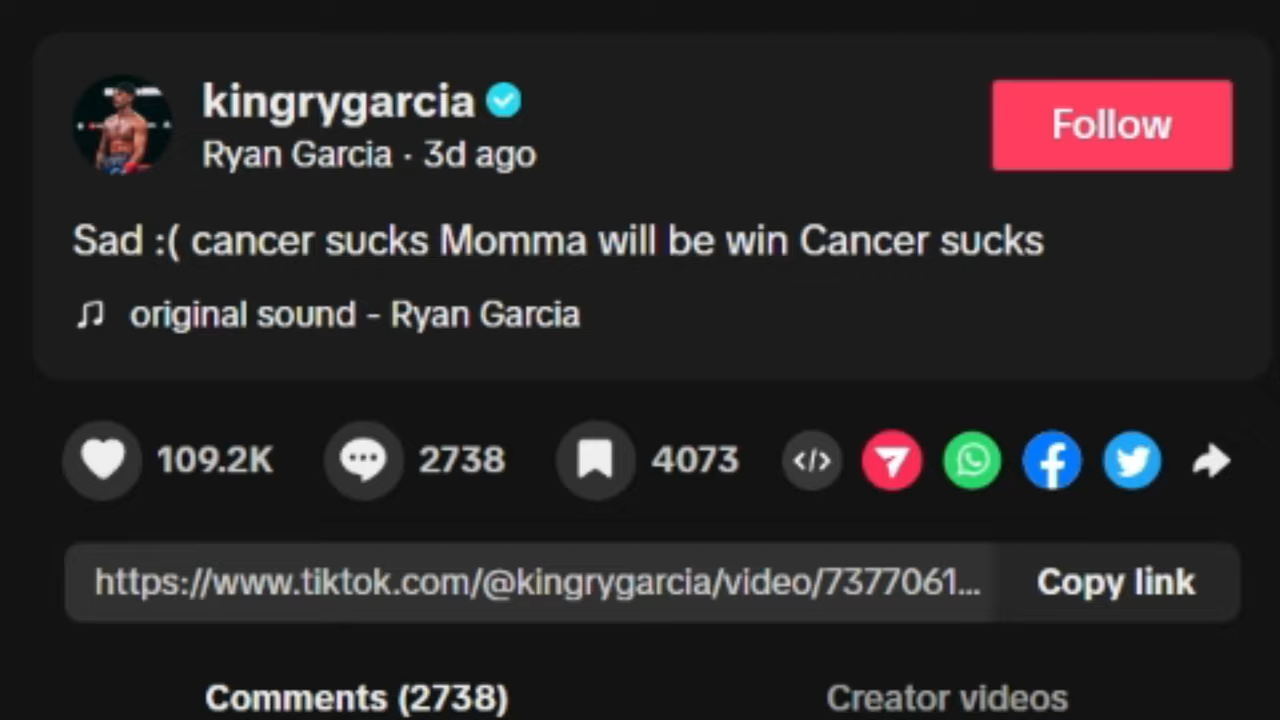 kingrygarcia
Follow
Ryan Garcia · 3d ago
Sad :( cancer sucks Momma will be win Cancer sucks
original sound - Ryan Garcia
109.2K 2738 4073
https://www.tiktok.com/@kingrygarcia/video/7377061... Copy link
Comments (2738) Creator videos